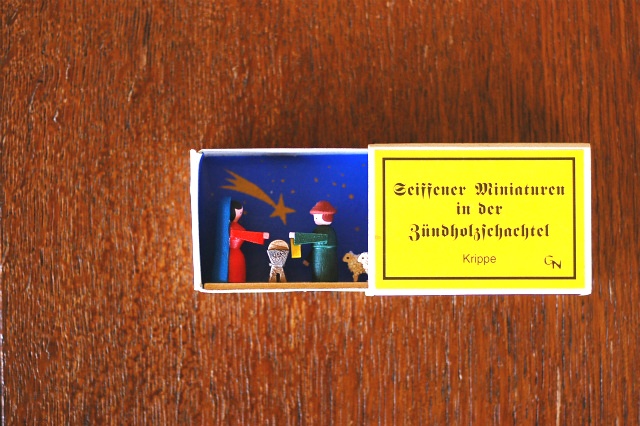 Seiffener Miniaturen
in der
Zündholzschachtel
Krippe
GN